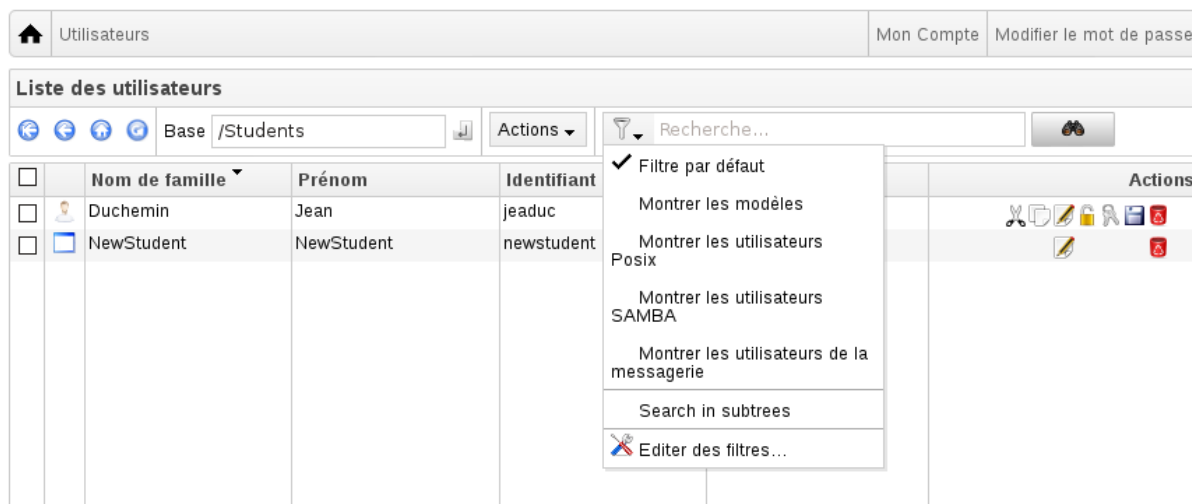 Utilisateurs Mon Compte Modifier le mot de passe
Liste des utilisateurs
Base /Students Actions Recherche...
Nom de famille Prénom Identifiant Actions
Duchemin Jean jeaduc
NewStudent NewStudent newstudent
Filtre par défaut
Montrer les modèles
Montrer les utilisateurs
Posix
Montrer les utilisateurs
SAMBA
Montrer les utilisateurs de la
messagerie
Search in subtrees
Editer des filtres...